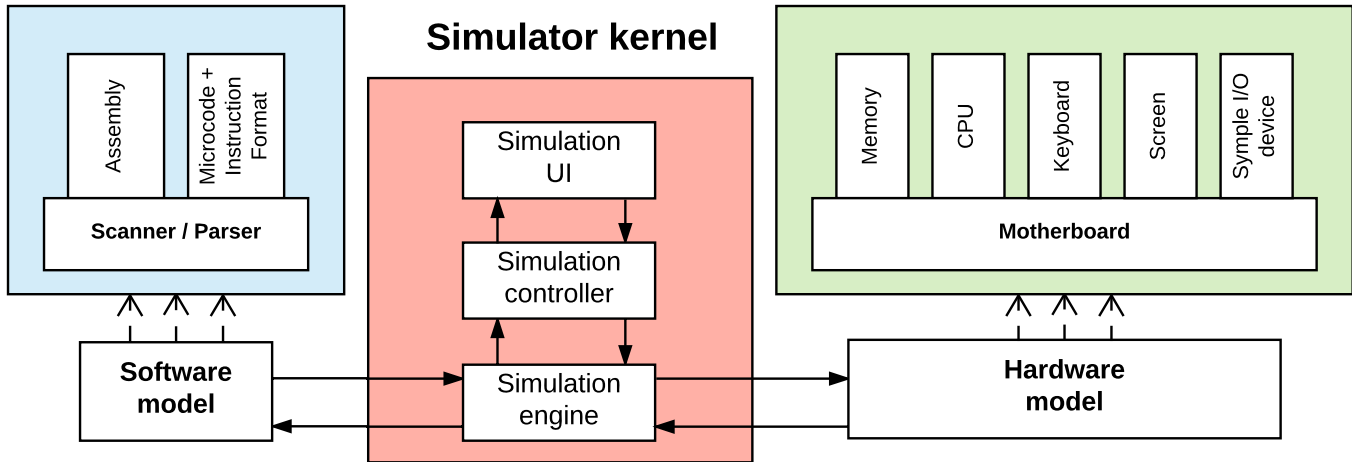 Simulator kernel
Assembly
Microcode +
Instruction
Format
Scanner / Parser
Software
model
Simulation
UI
Simulation
controller
Simulation
engine
Memory
CPU
Keyboard
Screen
Symple I/O
device
Motherboard
Hardware
model